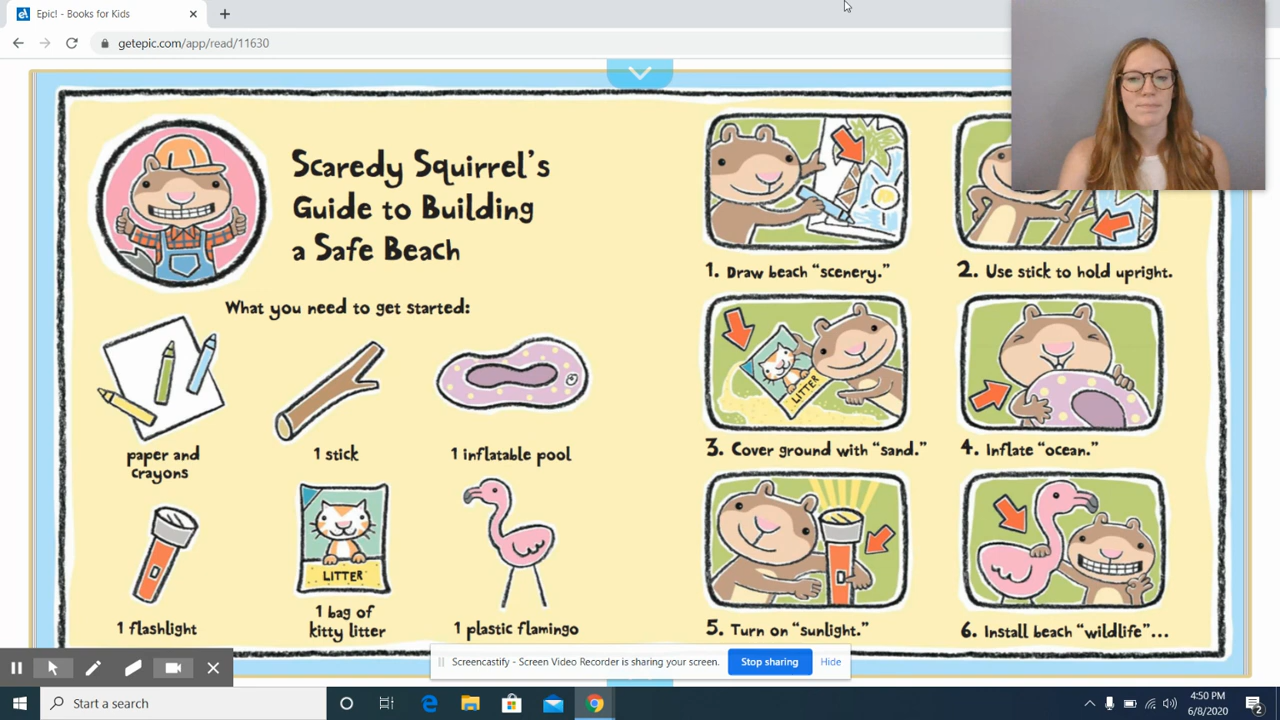 Epic! - Books for Kids
getepic.com/app/read/11630
Scaredy Squirrel's
Guide to Building
a Safe Beach
What you need to get started:
paper and
crayons
1 stick
1 inflatable pool
LITTER
1 flashlight
1 bag of
kitty litter
1 plastic flamingo
1. Draw beach “scenery.”
2. Use stick to hold upright.
LITTER
3. Cover ground with “sand.”
4. Inflate “ocean.”
5. Turn on “sunlight.”
6. Install beach “wildlife”...
Screencastify - Screen Video Recorder is sharing your screen.
Stop sharing
Hide
Start a search
4:50 PM
6/8/2020
2